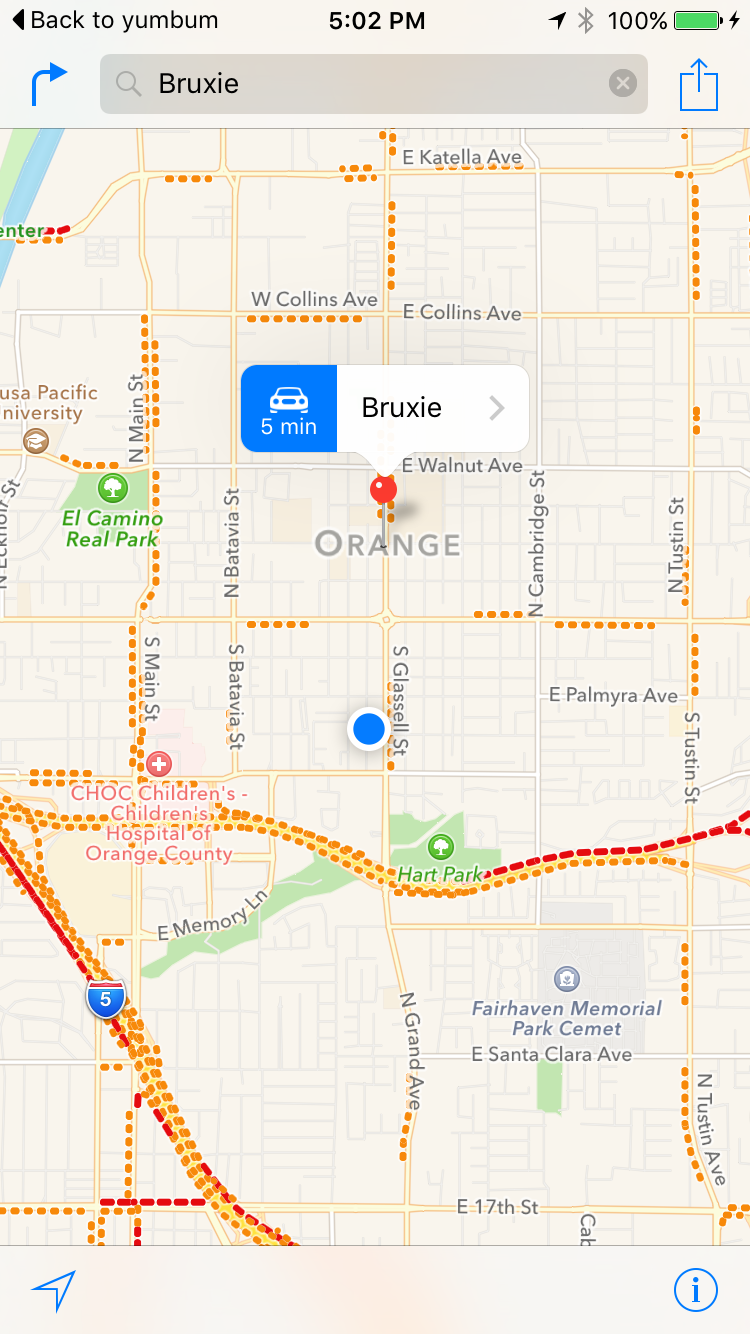 Back to yumbum
5:02 PM
100%
Bruxie
E Katella Ave
enter
W Collins Ave
E Collins Ave
5 min
Bruxie
usa Pacific
niversity
N Main St
E Walnut Ave
El Camino
Real Park
N Eckhoff St
N Batavia St
ORANGE
N Cambridge St
N Tustin St
S Main St
S Batavia St
S Glassell St
E Palmyra Ave
S Tustin St
CHOC Children's -
Children's
Hospital of
Orange County
Hart Park
E Memory Ln
5
N Grand Ave
Fairhaven Memorial
Park Cemet
E Santa Clara Ave
N Tustin Ave
E 17th St
Cab